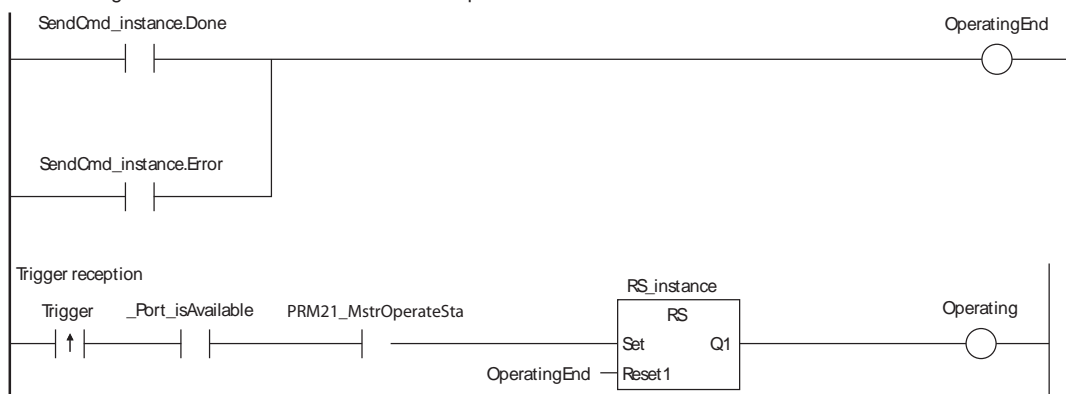 SendCmd_instance.Done
OperatingEnd
SendCmd_instance.Error
Trigger reception
RS_instance
Trigger
_Port_isAvailable
PRM21_MstrOperateSta
RS
Operating
Set
Q1
OperatingEnd
Reset1